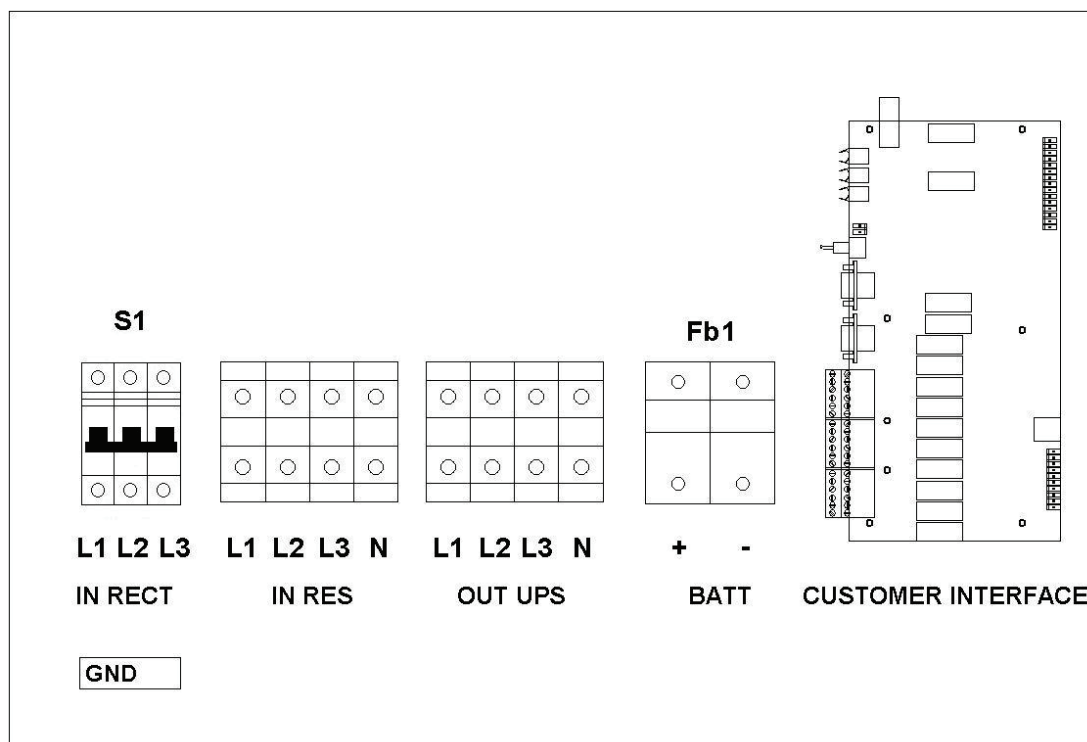 S1
Fb1
L1 L2 L3
L1 L2 L3 N
L1 L2 L3 N
+ -
IN RECT
IN RES
OUT UPS
BATT
CUSTOMER INTERFACE
GND